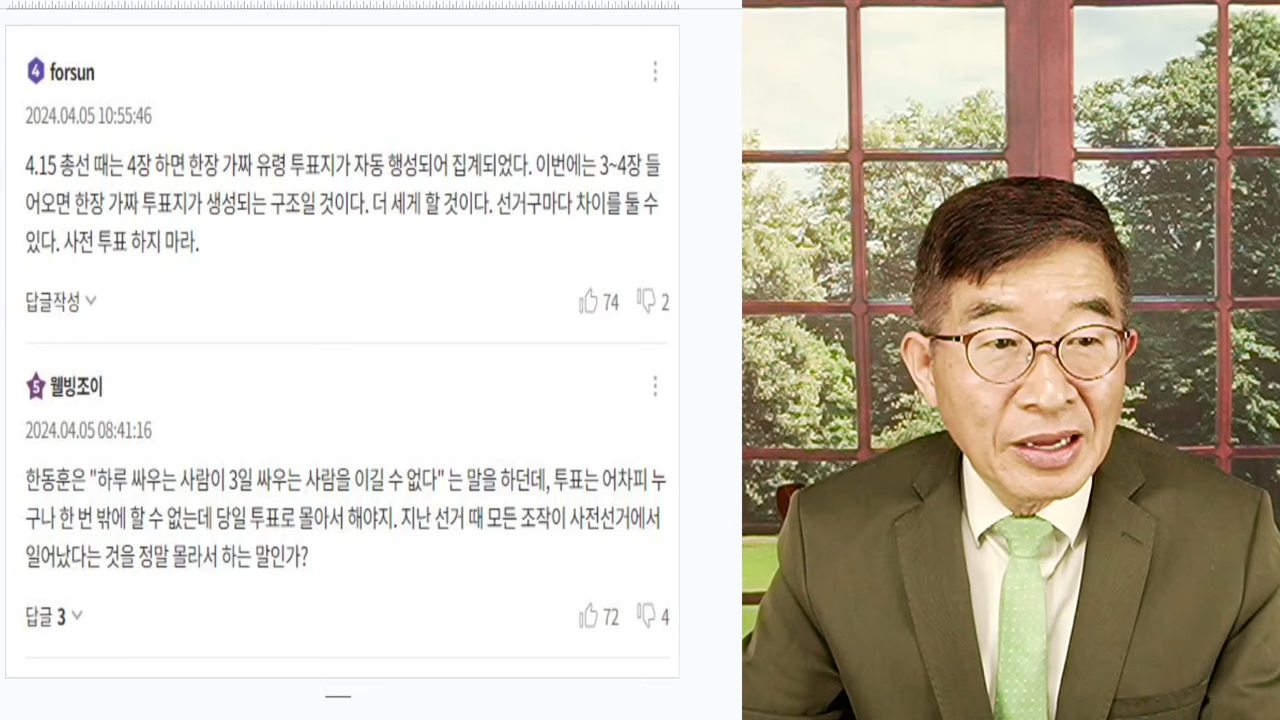 4 forsun
2024.04.05 10:55:46
4.15 총선 때는 4장 하면 한장 가짜 유령 투표지가 자동 행성되어 집계되었다. 이번에는 3~4장 들
어오면 한장 가짜 투표지가 생성되는 구조일 것이다. 더 세게 할 것이다. 선거구마다 차이를 둘 수
있다. 사전 투표 하지 마라.
답글작성
74
2
5 웰빙조이
2024.04.05 08:41:16
한동훈은 "하루 싸우는 사람이 3일 싸우는 사람을 이길 수 없다" 는 말을 하던데, 투표는 어차피 누
구나 한 번 밖에 할 수 없는데 당일 투표로 몰아서 해야지. 지난 선거 때 모든 조작이 사전선거에서
일어났다는 것을 정말 몰라서 하는 말인가?
답글 3
72
4